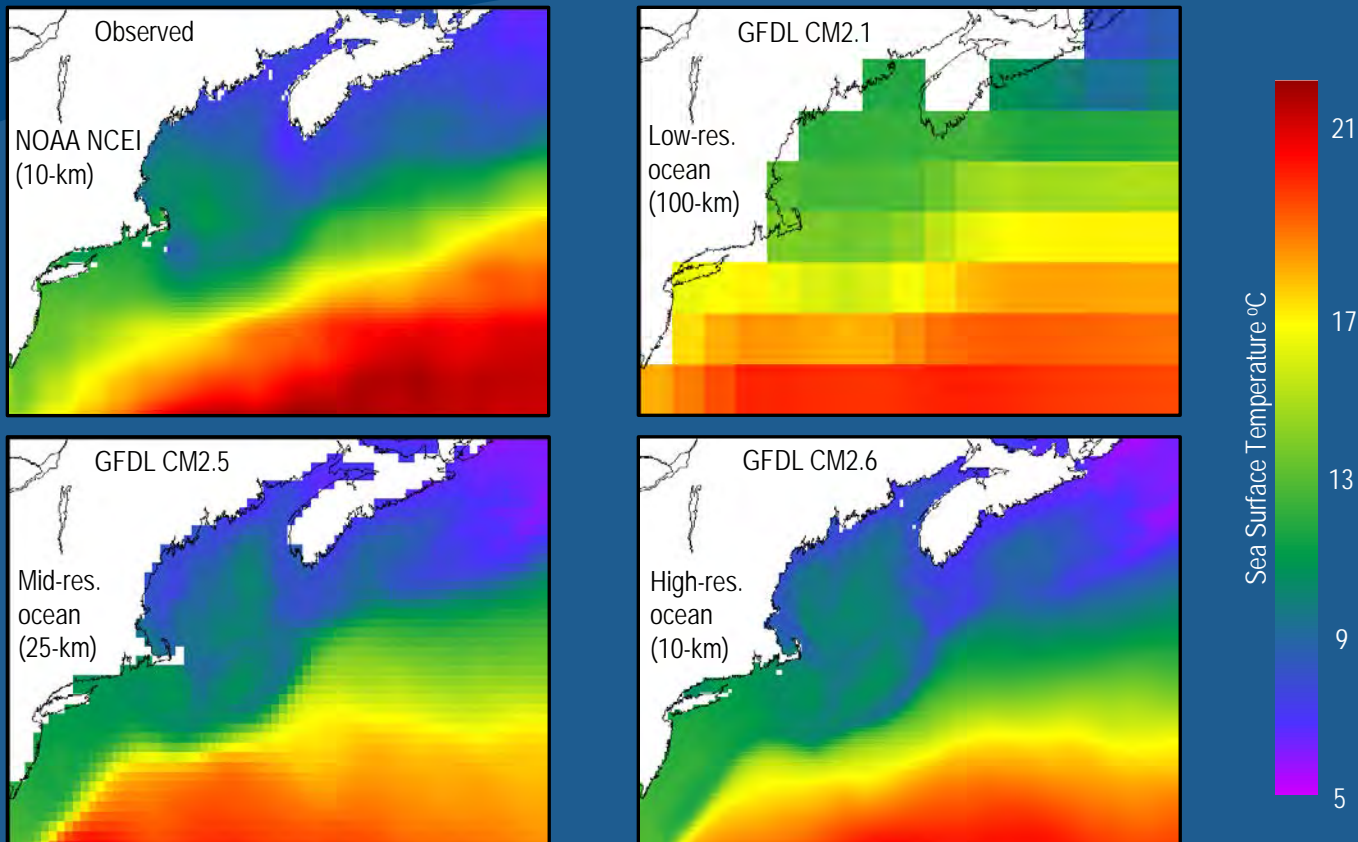 Observed
NOAA NCEI
(10-km)
GFDL CM2.1
Low-res.
ocean
(100-km)
GFDL CM2.5
Mid-res.
ocean
(25-km)
GFDL CM2.6
High-res.
ocean
(10-km)
Sea Surface Temperature ºC
21
17
13
9
5